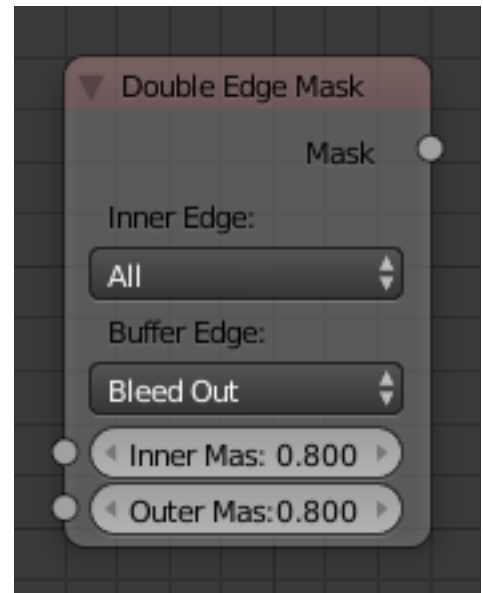 Double Edge Mask
Mask
Inner Edge:
All
Buffer Edge:
Bleed Out
Inner Mas: 0.800
Outer Mas:0.800